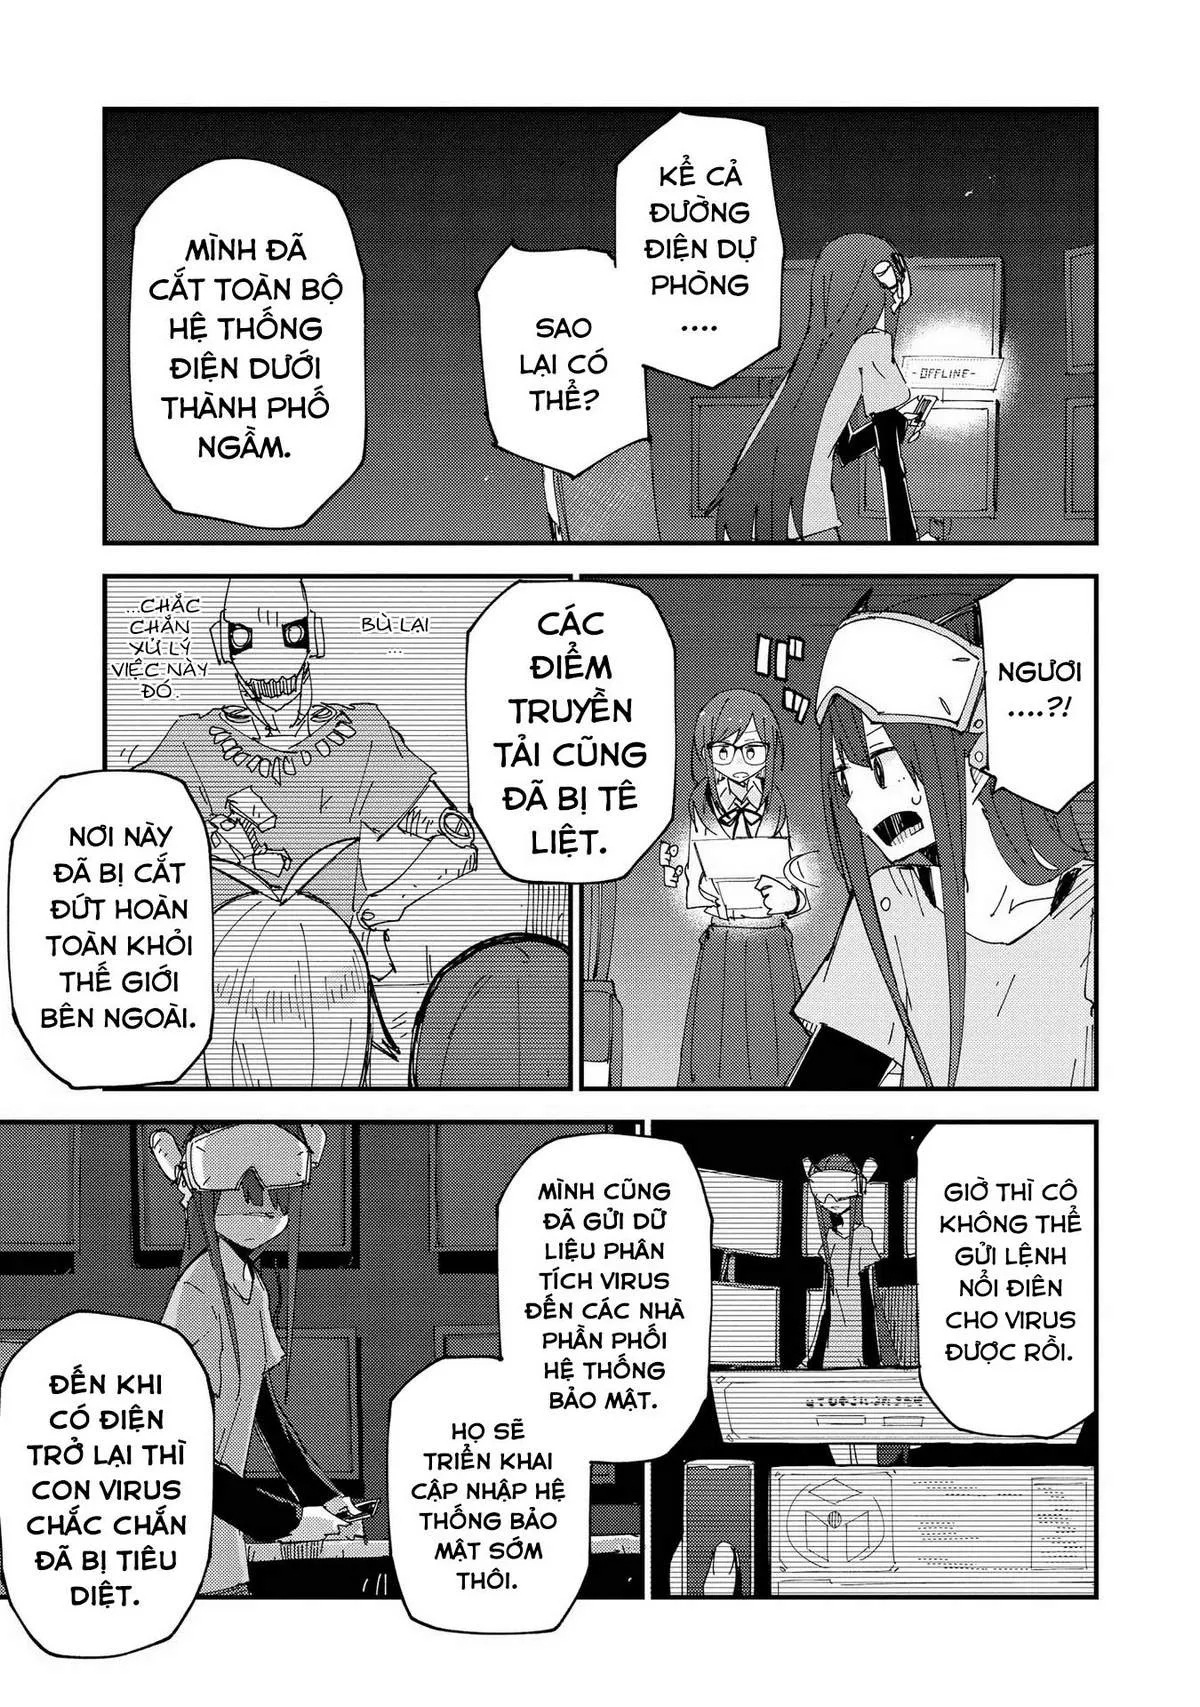 KỂ CẢ
ĐƯỜNG
ĐIỆN DỰ
PHÒNG
....
SAO
LẠI CÓ
THỂ?
-OFFLINE-
MÌNH ĐÃ
CẮT TOÀN BỘ
HỆ THỐNG
ĐIỆN DƯỚI
THÀNH PHỐ
NGẦM.
NGƯƠI
....?!
CÁC
ĐIỂM
TRUYỀN
TẢI CŨNG
ĐÃ BỊ TÊ
LIỆT.
BÙ LẠI
...
...CHẮC
CHẮN
XỬ LÝ
VIỆC NÀY
ĐÓ.
NƠI NÀY
ĐÃ BỊ CẮT
ĐỨT HOÀN
TOÀN KHỎI
THẾ GIỚI
BÊN NGOÀI.
GIỜ THÌ CÔ
KHÔNG THỂ
GỬI LỆNH
NỔI ĐIÊN
CHO VIRUS
ĐƯỢC RỒI.
MÌNH CŨNG
ĐÃ GỬI DỮ
LIỆU PHÂN
TÍCH VIRUS
ĐẾN CÁC NHÀ
PHÂN PHỐI
HỆ THỐNG
BẢO MẬT.
HỌ SẼ
TRIỂN KHAI
CẬP NHẬP HỆ
THỐNG BẢO
MẬT SỚM
THÔI.
ĐẾN KHI
CÓ ĐIỆN
TRỞ LẠI THÌ
CON VIRUS
CHẮC CHẮN
ĐÃ BỊ TIÊU
DIỆT.